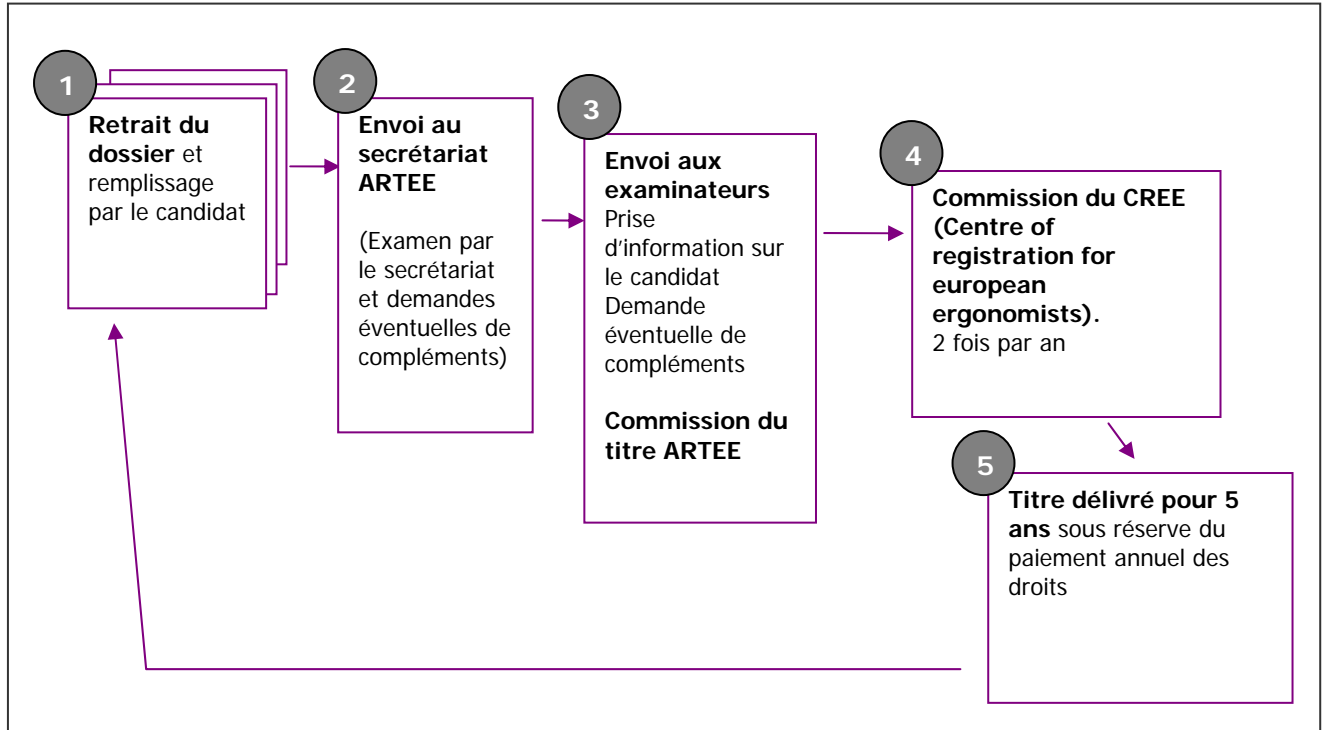 1
Retrait du
dossier et
remplissage
par le candidat
2
Envoi au
secrétariat
ARTEE
(Examen par
le secrétariat
et demandes
éventuelles de
compléments)
3
Envoi aux
examinateurs
Prise
d'information sur
le candidat
Demande
éventuelle de
compléments
Commission du
titre ARTEE
4
Commission du CREE
(Centre of
registration for
european
ergonomists).
2 fois par an
5
Titre délivré pour 5
ans sous réserve du
paiement annuel des
droits